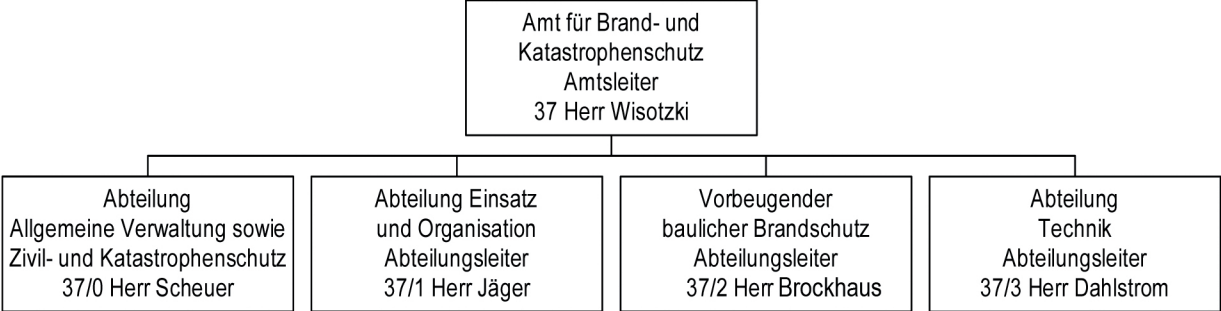 Amt für Brand- und
Katastrophenschutz
Amtsleiter
37 Herr Wisotzki
Abteilung
Allgemeine Verwaltung sowie
Zivil- und Katastrophenschutz
37/0 Herr Scheuer
Abteilung Einsatz
und Organisation
Abteilungsleiter
37/1 Herr Jäger
Vorbeugender
baulicher Brandschutz
Abteilungsleiter
37/2 Herr Brockhaus
Abteilung
Technik
Abteilungsleiter
37/3 Herr Dahlstrom